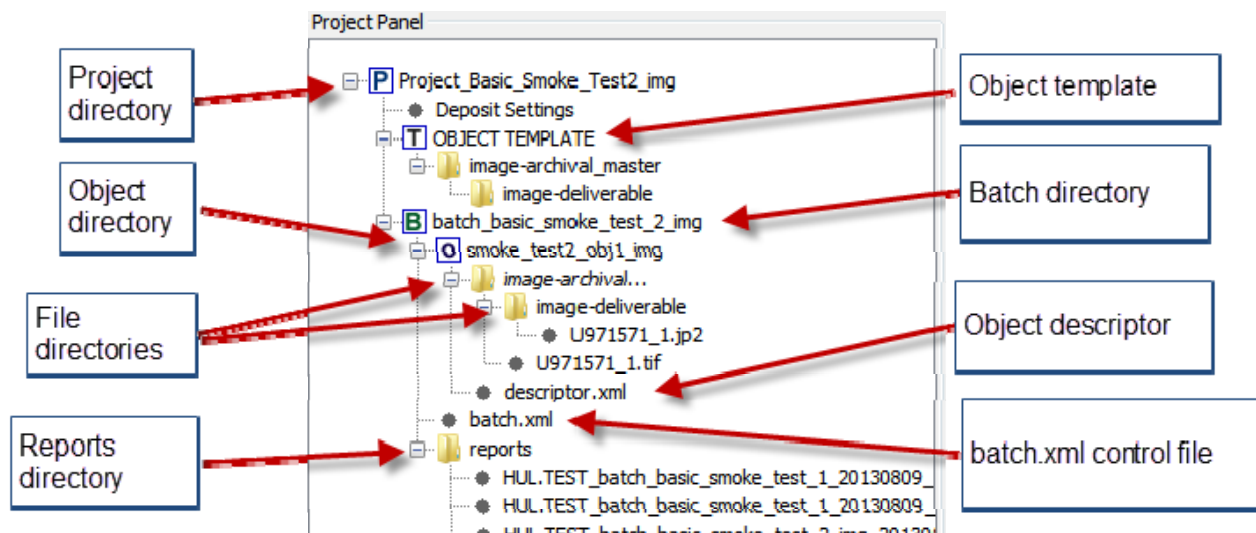 Project Panel
Project
directory
Object
directory
File
directories
Reports
directory
P Project_Basic_Smoke_Test2_img
Deposit Settings
T OBJECT TEMPLATE
image-archival_master
image-deliverable
B batch_basic_smoke_test_2_img
O smoke_test2_obj1_img
image-archival...
image-deliverable
U971571_1.jp2
U971571_1.tif
descriptor.xml
batch.xml
reports
HUL.TEST_batch_basic_smoke_test_1_20130809_
HUL.TEST_batch_basic_smoke_test_1_20130809_
HUL.TEST_batch_basic_smoke_test_2_img_20130
Object template
Batch directory
Object descriptor
batch.xml control file